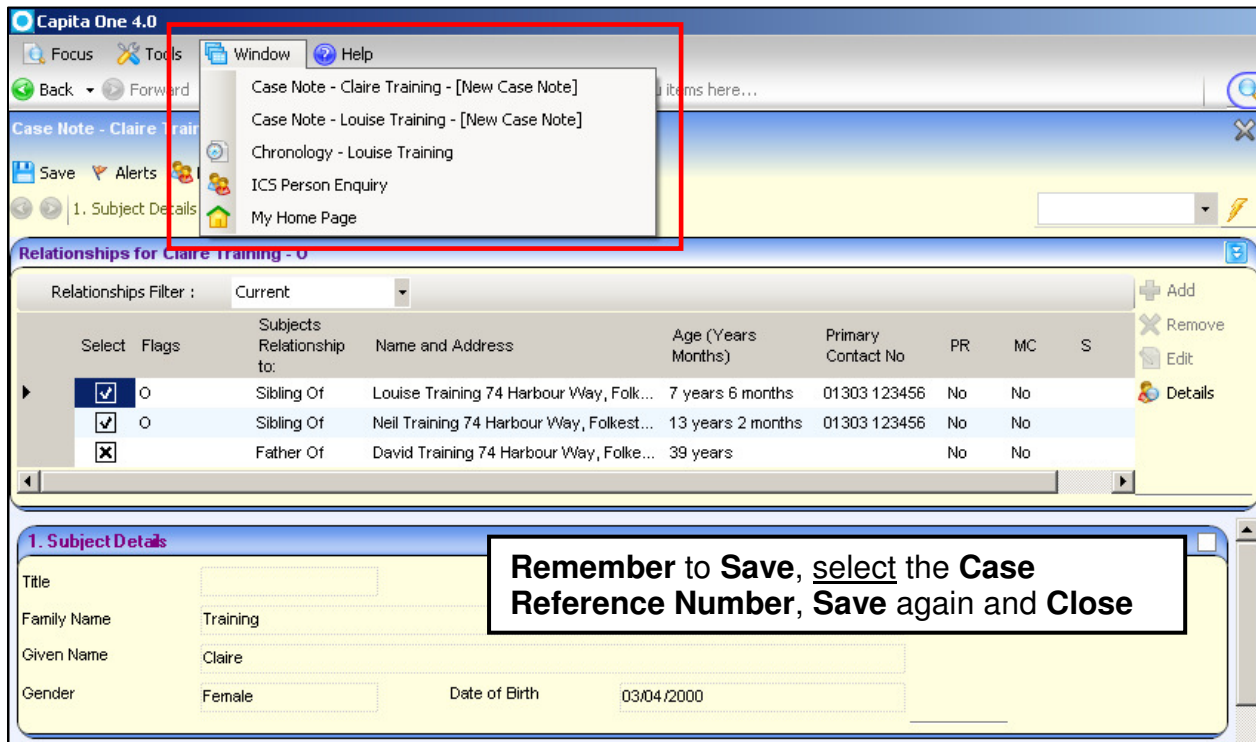 Capita One 4.0
Focus Tools Window Help
Back Forward items here...
Case Note - Claire Training - [New Case Note]
Case Note - Louise Training - [New Case Note]
Chronology - Louise Training
ICS Person Enquiry
My Home Page
Case Note - Claire Train
Save Alerts
1. Subject Details
Relationships for Claire Training - O
Relationships Filter : Current
Add
Remove
Edit
Details
Select Flags Subjects Relationship to: Name and Address Age (Years Months) Primary Contact No PR MC S
O Sibling Of Louise Training 74 Harbour Way, Folk... 7 years 6 months 01303 123456 No No
O Sibling Of Neil Training 74 Harbour Way, Folkest... 13 years 2 months 01303 123456 No No
Father Of David Training 74 Harbour Way, Folke... 39 years No No
1. Subject Details
Remember to Save, select the Case
Reference Number, Save again and Close
Title
Family Name Training
Given Name Claire
Gender Female Date of Birth 03/04/2000